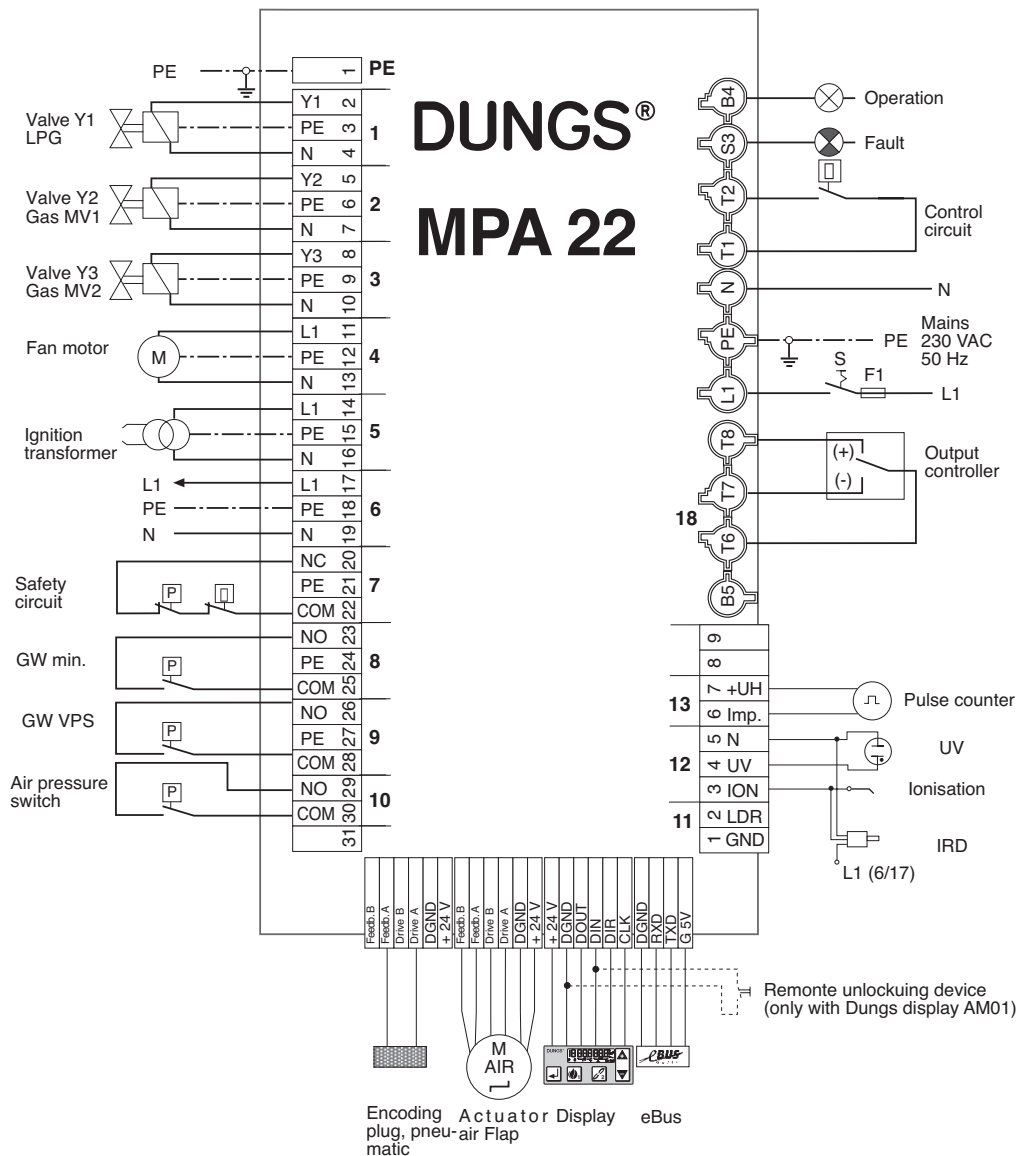 DUNGS®
MPA 22
PE
1 PE
Valve Y1
LPG
Y1 2
PE 3
N 4
1
Valve Y2
Gas MV1
Y2 5
PE 6
N 7
2
Valve Y3
Gas MV2
Y3 8
PE 9
N 10
3
Fan motor
M
L1 11
PE 12
N 13
4
Ignition
transformer
L1 14
PE 15
N 16
5
L1
PE
N
L1 17
PE 18
N 19
6
Safety
circuit
P
NC 20
PE 21
COM 22
7
GW min.
P
NO 23
PE 24
COM 25
8
GW VPS
P
NO 26
PE 27
COM 28
9
Air pressure
switch
P
NO 29
COM 30
31
10
B4
Operation
S3
Fault
T2
T1
Control
circuit
N
N
PE
PE
Mains
230 VAC
50 Hz
L1
S
F1
L1
T8
T7
T6
B5
18
(+)
(-)
Output
controller
9
8
7 +UH
6 Imp.
13
Pulse counter
5 N
4 UV
12
UV
3 ION
Ionisation
2 LDR
1 GND
11
IRD
L1 (6/17)
Feedb. B
Feedb. A
Drive B
Drive A
DGND
+ 24 V
Feedb. B
Feedb. A
Drive B
Drive A
DGND
+ 24 V
+ 24 V
DGND
DOUT
DIN
DIR
CLK
DGND
RXD
TXD
G 5V
Remonte unlockuing device
(only with Dungs display AM01)
M
AIR
DUNGS®
eBUS
Encoding
plug, pneu-
matic
Actuator
air Flap
Display
eBus